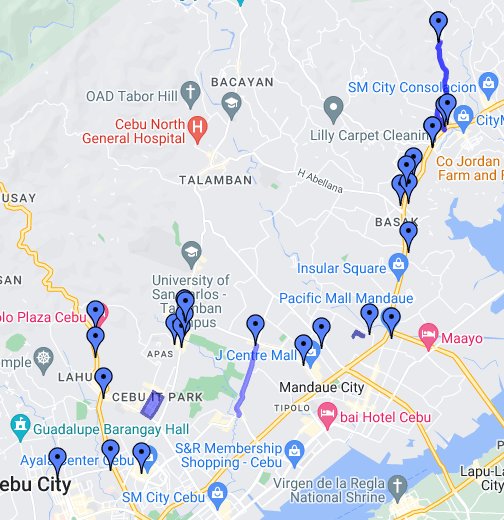 BACAYAN
SM City Consolacion
OAD Tabor Hill
CityM
Cebu North
General Hospital
Lilly Carpet Cleaning
Co Jordan
Farm and F
TALAMBAN
H Abellana
USAY
BASAK
University of
San Carlos -
Talamban
Campus
Insular Square
SAN
Pacific Mall Mandaue
olo Plaza Cebu
Maayo
mple
APAS
J Centre Mall
LAHU
Mandaue City
CEBU IT PARK
TIPOLO
bai Hotel Cebu
Guadalupe Barangay Hall
Ayala Center Cebu
S&R Membership
Shopping - Cebu
ebu City
SM City Cebu
Virgen de la Regla
National Shrine
Lapu-La
City